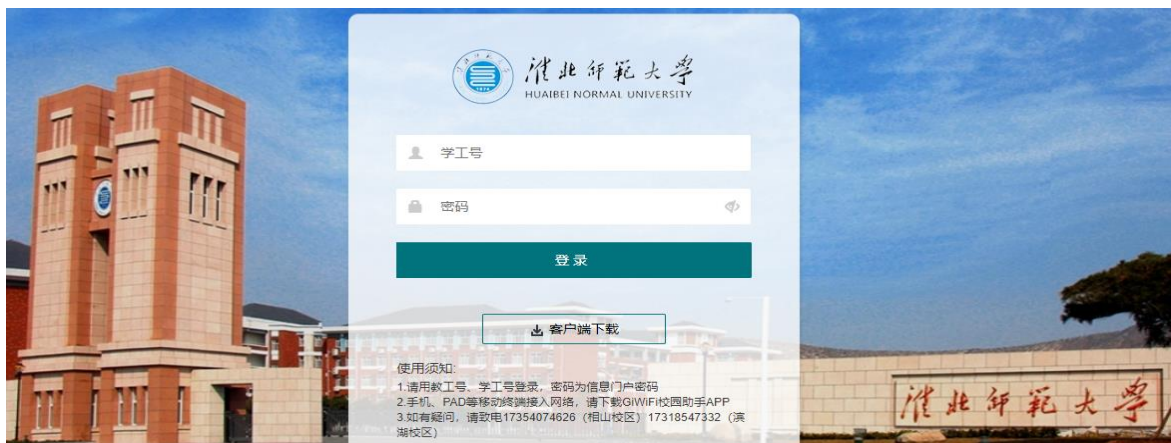 淮北师范大学
HUAIBEI NORMAL UNIVERSITY
学工号
密码
登录
客户端下载
使用须知:
1.请用教工号、学工号登录，密码为信息门户密码
2.手机、PAD等移动终端接入网络，请下载GiWiFi校园助手APP
3.如有疑问，请致电17354074626（相山校区）17318547332（滨
湖校区）
淮北师范大学